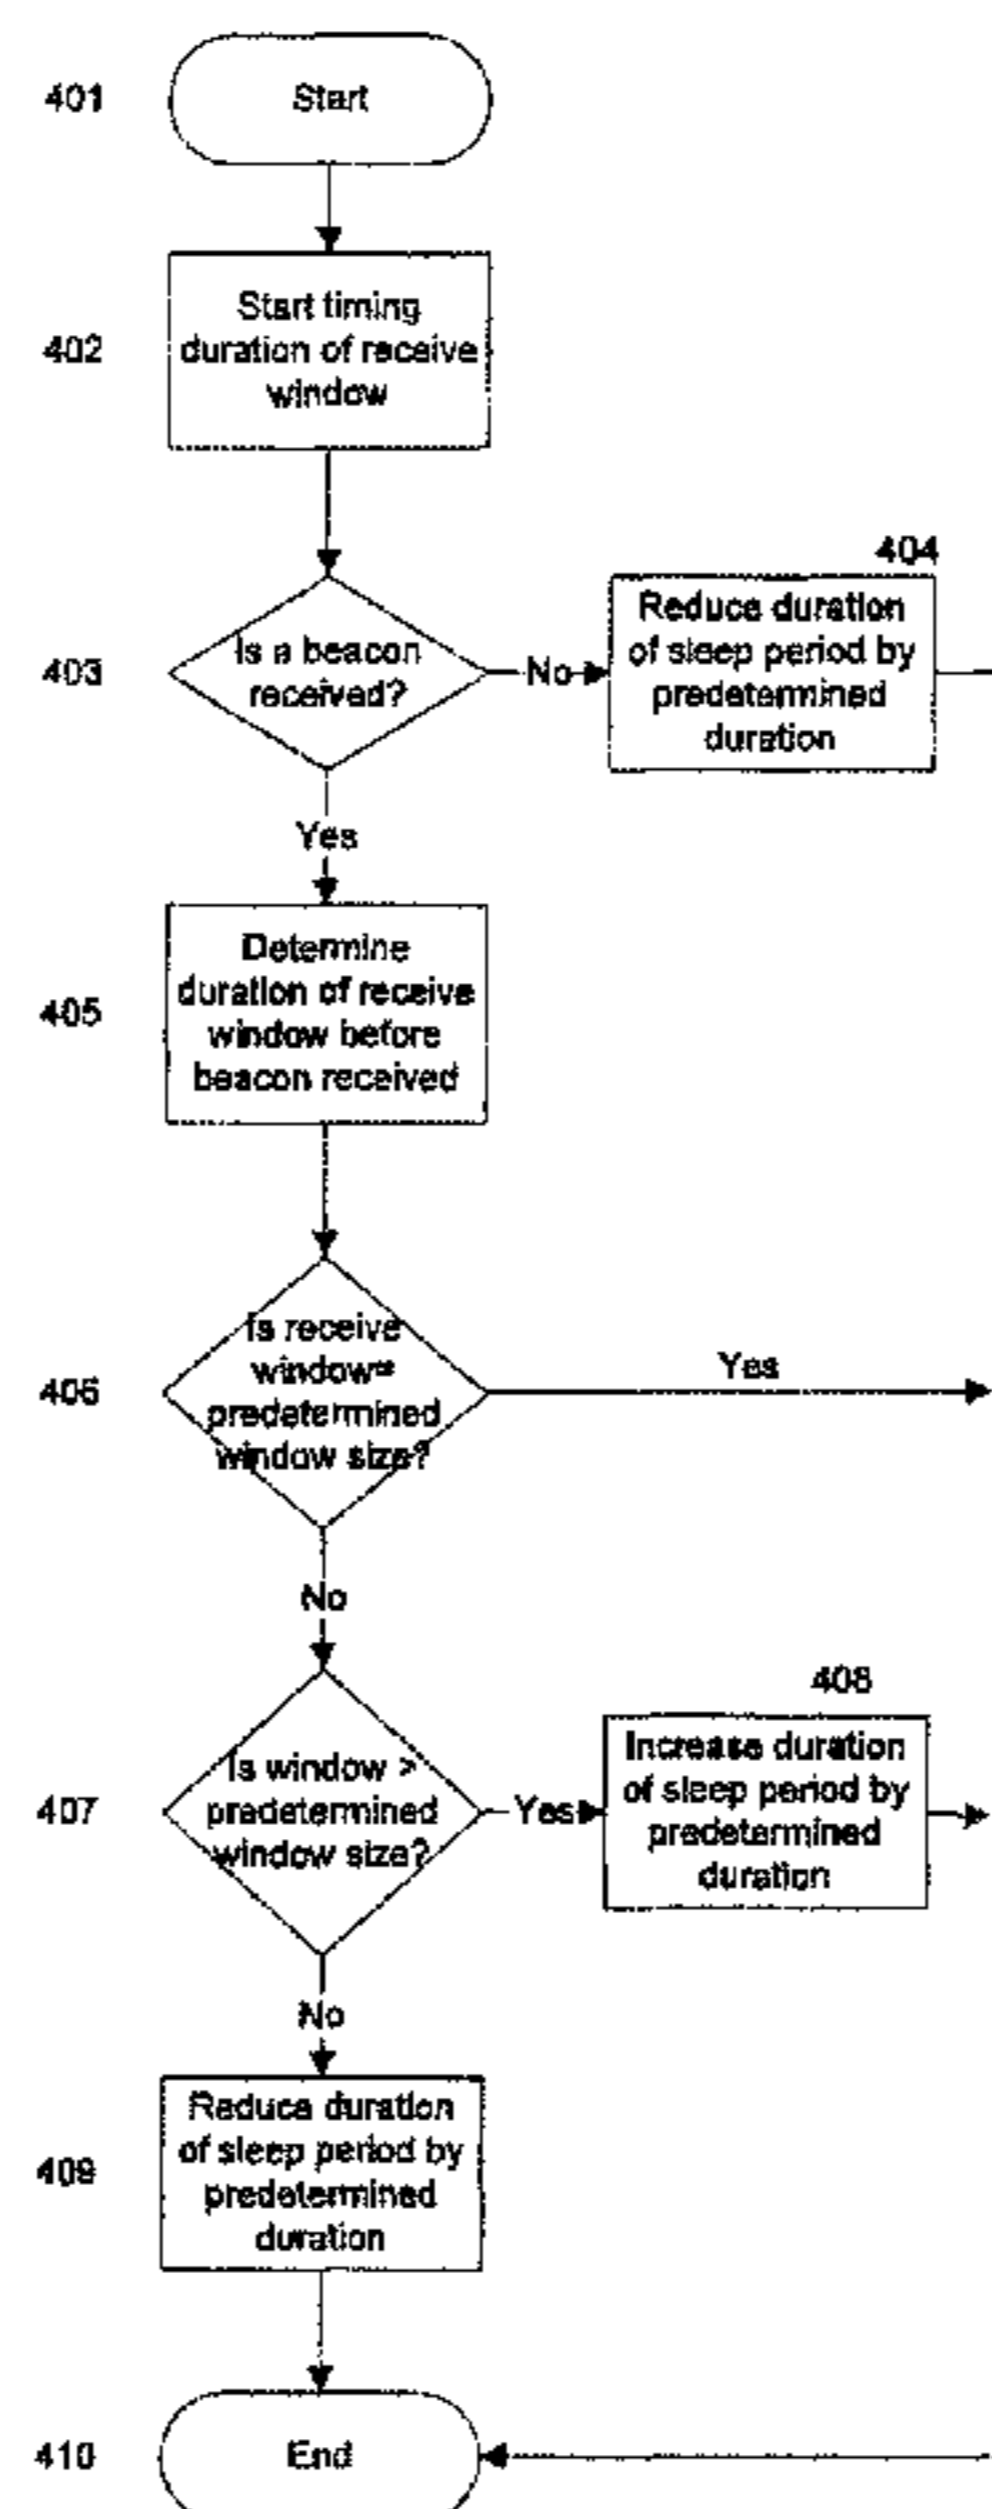 401
Start
402
Start timing
duration of receive
window
403
Is a beacon
received?
No
404
Reduce duration
of sleep period by
predetermined
duration
Yes
405
Determine
duration of receive
window before
beacon received
406
Is receive
window=
predetermined
window size?
Yes
No
407
Is window >
predetermined
window size?
Yes
408
Increase duration
of sleep period by
predetermined
duration
No
409
Reduce duration
of sleep period by
predetermined
duration
410
End